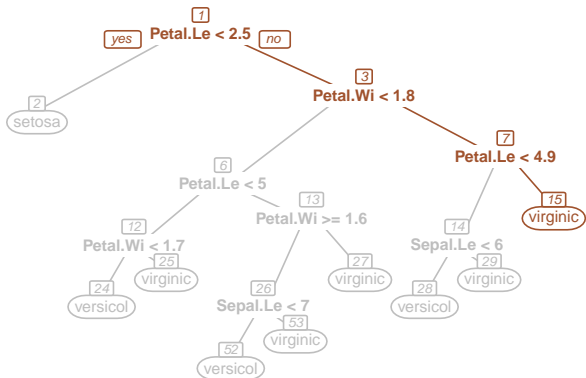 1
Petal.Le < 2.5
yes
no
2
setosa
3
Petal.Wi < 1.8
6
Petal.Le < 5
7
Petal.Le < 4.9
12
Petal.Wi < 1.7
13
Petal.Wi >= 1.6
14
Sepal.Le < 6
15
virginic
24
versicol
25
virginic
26
Sepal.Le < 7
27
virginic
28
versicol
29
virginic
52
versicol
53
virginic